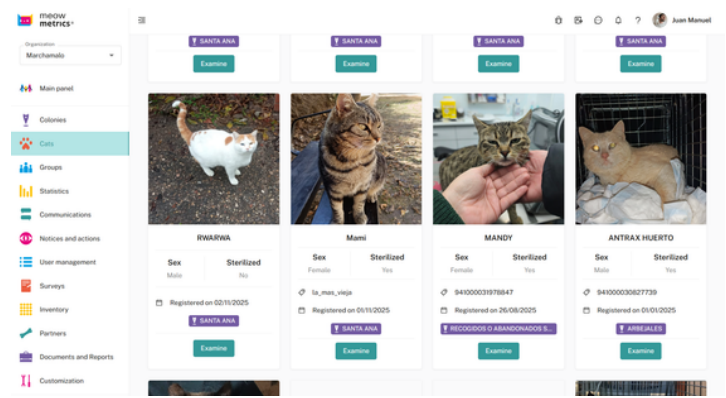 meow
metrics®
Juan Manuel
Organization
Marchamalo
Main panel
Colonies
Cats
Groups
Statistics
Communications
Notices and actions
User management
Surveys
Inventory
Partners
Documents and Reports
Customization
SANTA ANA
SANTA ANA
SANTA ANA
SANTA ANA
Examine
Examine
Examine
Examine
RWARWA
Sex
Sterilized
Male
No
Registered on 02/11/2025
SANTA ANA
Examine
Mami
Sex
Sterilized
Female
Yes
la_mas_vieja
Registered on 01/11/2025
SANTA ANA
Examine
MANDY
Sex
Sterilized
Female
Yes
941000031978847
Registered on 26/08/2025
RECOGIDOS O ABANDONADOS S...
Examine
ANTRAX HUERTO
Sex
Sterilized
Male
Yes
941000030827739
Registered on 01/01/2025
ARBEJALES
Examine